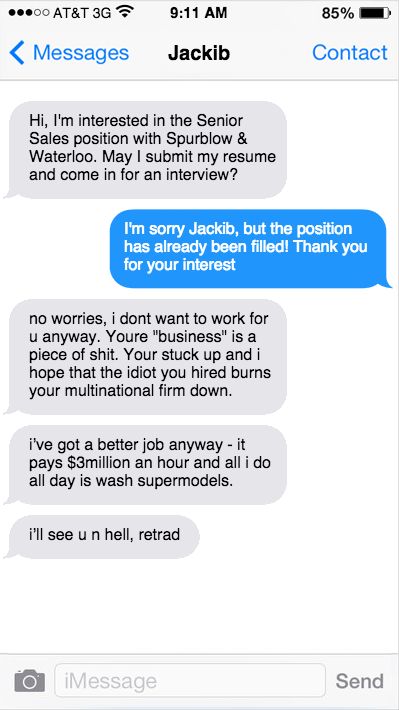 AT&T 3G 9:11 AM 85%
Messages Jackib Contact
Hi, I'm interested in the Senior
Sales position with Spurblow &
Waterloo. May I submit my resume
and come in for an interview?
I'm sorry Jackib, but the position
has already been filled! Thank you
for your interest
no worries, i dont want to work for
u anyway. Youre "business" is a
piece of shit. Your stuck up and i
hope that the idiot you hired burns
your multinational firm down.
i've got a better job anyway - it
pays $3million an hour and all i do
all day is wash supermodels.
i'll see u n hell, retrad
iMessage Send